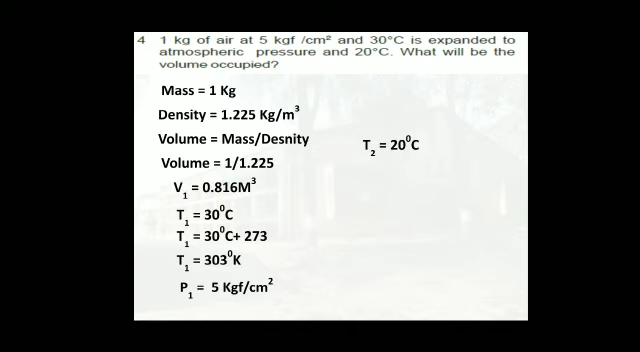 4 1 kg of air at 5 kgf /cm² and 30°C is expanded to
atmospheric pressure and 20°C. What will be the
volume occupied?
Mass = 1 Kg
Density = 1.225 Kg/m³
Volume = Mass/Desnity
T₂ = 20⁰C
Volume = 1/1.225
V₁ = 0.816M³
T₁ = 30⁰C
T₁ = 30⁰C+ 273
T₁ = 303⁰K
P₁ = 5 Kgf/cm²